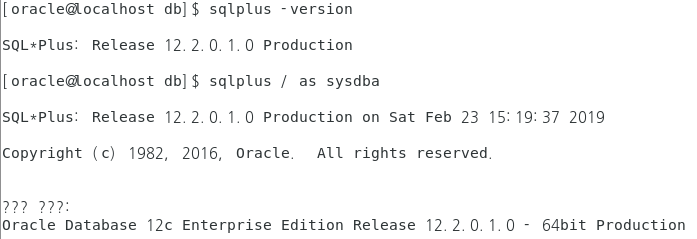 [oracle@localhost db]$ sqlplus -version
SQL*Plus: Release 12.2.0.1.0 Production
[oracle@localhost db]$ sqlplus / as sysdba
SQL*Plus: Release 12.2.0.1.0 Production on Sat Feb 23 15:19:37 2019
Copyright (c) 1982, 2016, Oracle.  All rights reserved.
??? ???:
Oracle Database 12c Enterprise Edition Release 12.2.0.1.0 - 64bit Production